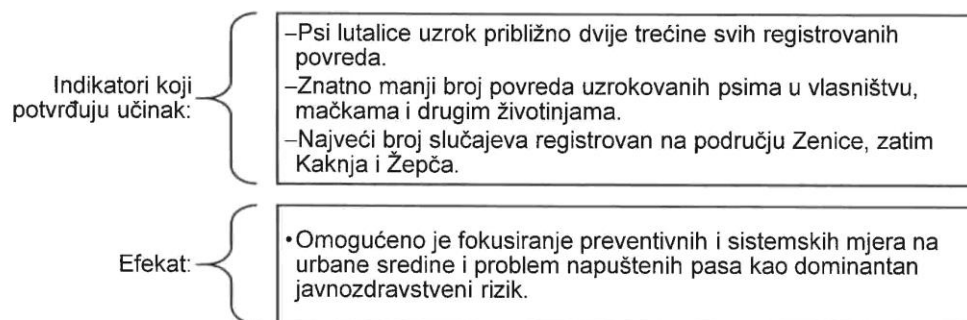 Indikatori koji
potvrđuju učinak:
–Psi lutalice uzrok približno dvije trećine svih registrovanih
povreda.
–Znatno manji broj povreda uzrokovanih psima u vlasništvu,
mačkama i drugim životinjama.
–Najveći broj slučajeva registrovan na području Zenice, zatim
Kaknja i Žepča.
Efekat:
•Omogućeno je fokusiranje preventivnih i sistemskih mjera na
urbane sredine i problem napuštenih pasa kao dominantan
javnozdravstveni rizik.